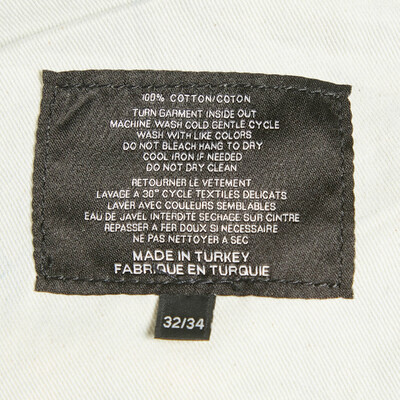 100% COTTON/COTON
TURN GARMENT INSIDE OUT
MACHINE WASH COLD GENTLE CYCLE
WASH WITH LIKE COLORS
DO NOT BLEACH HANG TO DRY
COOL IRON IF NEEDED
DO NOT DRY CLEAN
RETOURNER LE VÊTEMENT
LAVAGE A 30° CYCLE TEXTILES DELICATS
LAVER AVEC COULEURS SEMBLABLES
EAU DE JAVEL INTERDITE SECHAGE SUR CINTRE
REPASSER A FER DOUX SI NÉCESSAIRE
NE PAS NETTOYER A SEC
MADE IN TURKEY
FABRIQUE EN TURQUIE
32/34